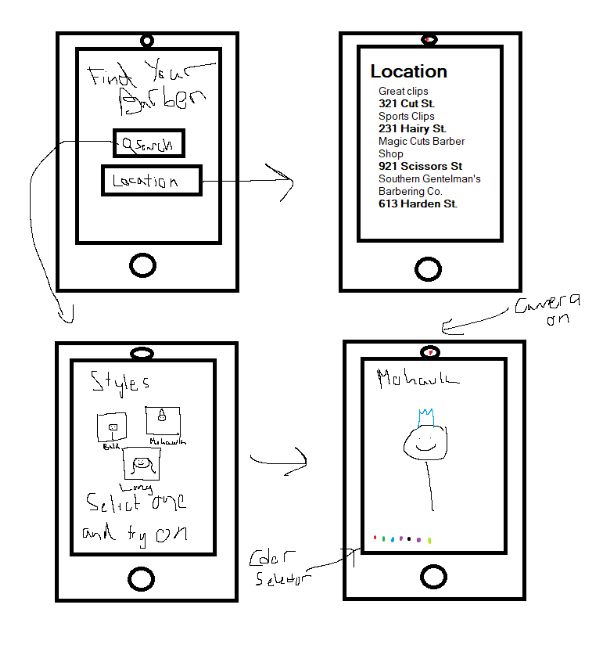 Find Your
Barber
Search
Location
Location
Great clips
321 Cut St.
Sports Clips
231 Hairy St.
Magic Cuts Barber
Shop
921 Scissors St
Southern Gentelman's
Barbering Co.
613 Harden St.
Camera
on
Styles
Mohawk
Long
Select one
and try on
Mohawk
Color
Selector